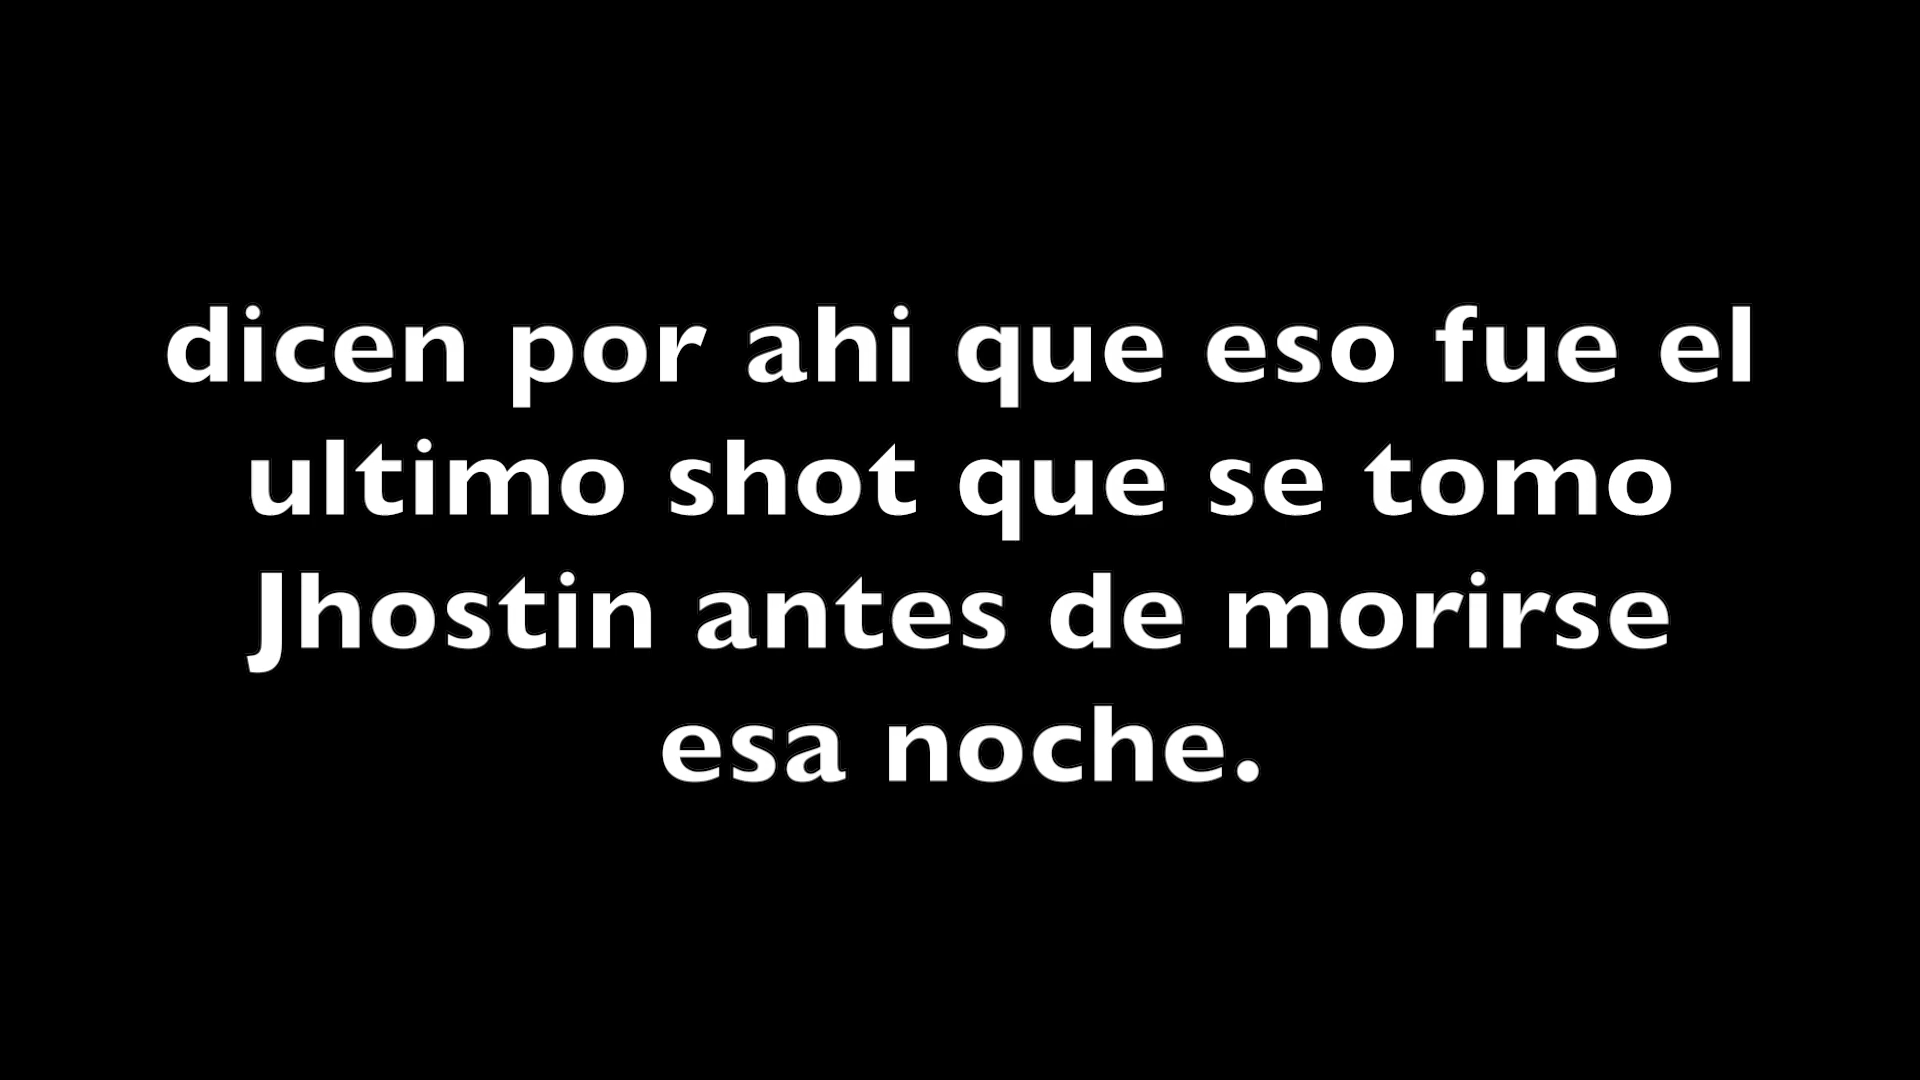 dicen por ahi que eso fue el
ultimo shot que se tomo
Jhostin antes de morirse
esa noche.